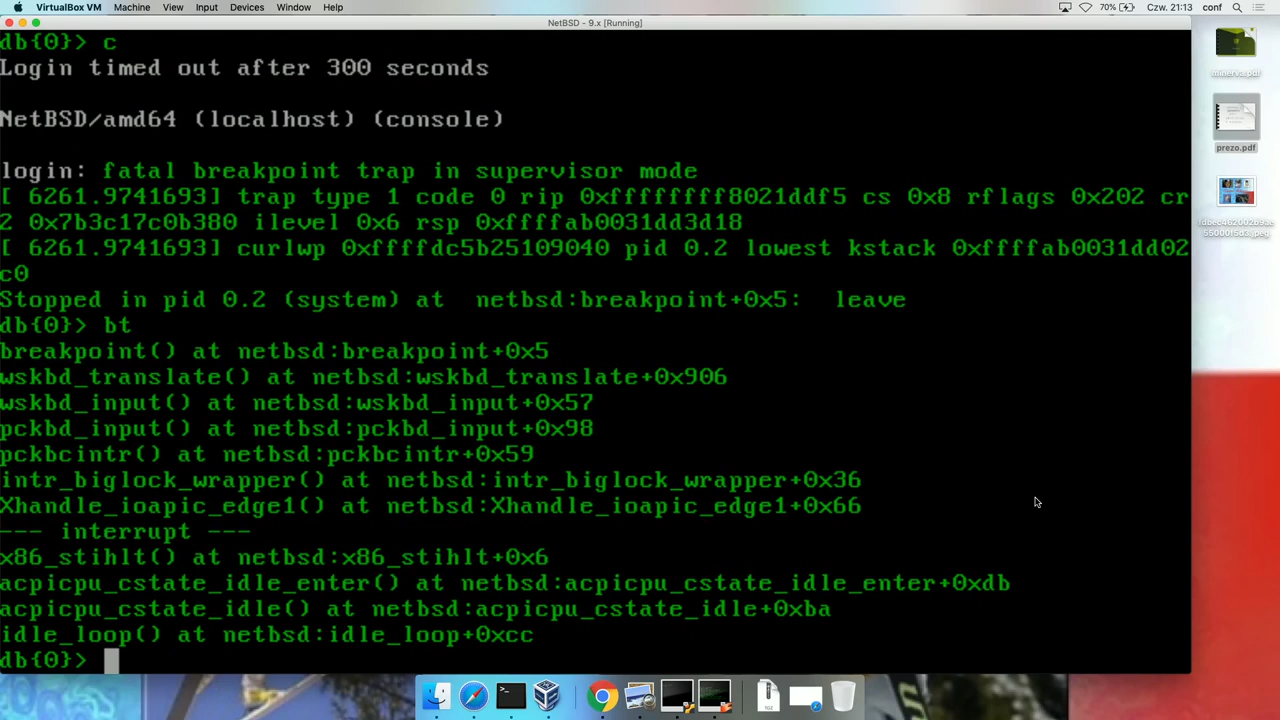 VirtualBox VM Machine View Input Devices Window Help 70% Czw. 21:13 conf
NetBSD - 9.x [Running]
db{0}> c
Login timed out after 300 seconds
NetBSD/amd64 (localhost) (console)
login: fatal breakpoint trap in supervisor mode
[ 6261.9741693] trap type 1 code 0 rip 0xffffffff8021ddf5 cs 0x8 rflags 0x202 cr
2 0x7b3c17c0b380 ilevel 0x6 rsp 0xffffab0031dd3d18
[ 6261.9741693] curlwp 0xffffdc5b25109040 pid 0.2 lowest kstack 0xffffab0031dd02
c0
Stopped in pid 0.2 (system) at netbsd:breakpoint+0x5: leave
db{0}> bt
breakpoint() at netbsd:breakpoint+0x5
wskbd_translate() at netbsd:wskbd_translate+0x906
wskbd_input() at netbsd:wskbd_input+0x57
pckbd_input() at netbsd:pckbd_input+0x98
pckbcintr() at netbsd:pckbcintr+0x59
intr_biglock_wrapper() at netbsd:intr_biglock_wrapper+0x36
Xhandle_ioapic_edge1() at netbsd:Xhandle_ioapic_edge1+0x66
--- interrupt ---
x86_stihlt() at netbsd:x86_stihlt+0x6
acpicpu_cstate_idle_enter() at netbsd:acpicpu_cstate_idle_enter+0xdb
acpicpu_cstate_idle() at netbsd:acpicpu_cstate_idle+0xba
idle_loop() at netbsd:idle_loop+0xcc
db{0}>
minerva.pdf
prezo.pdf